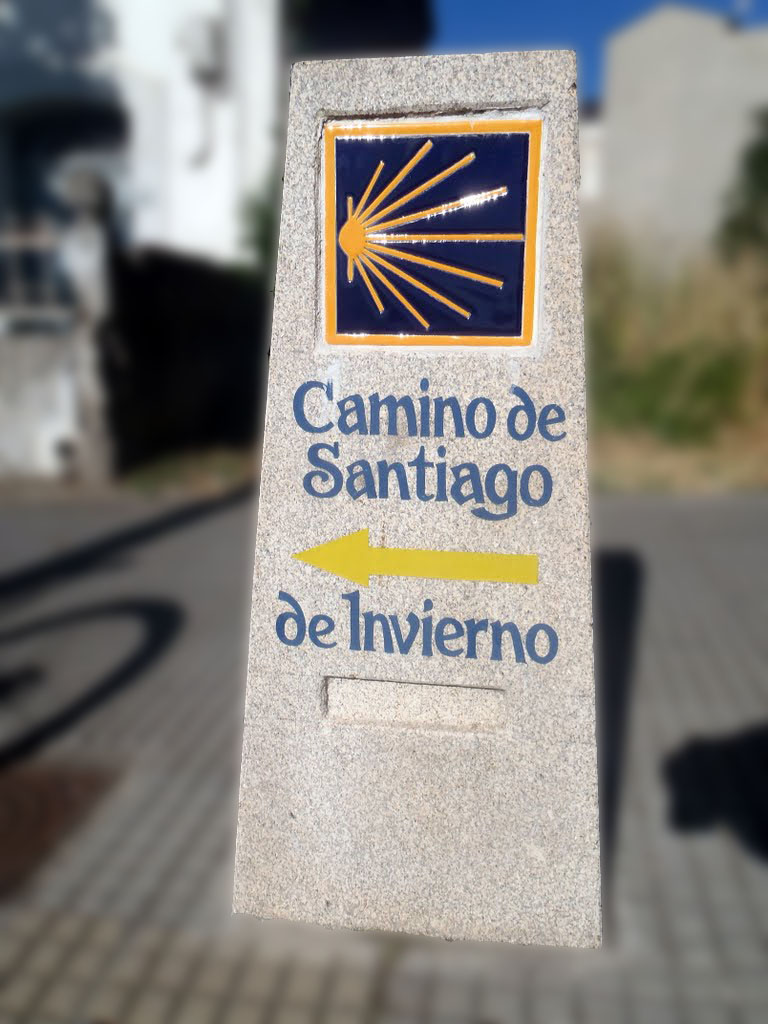 Camino de
Santiago
de Invierno